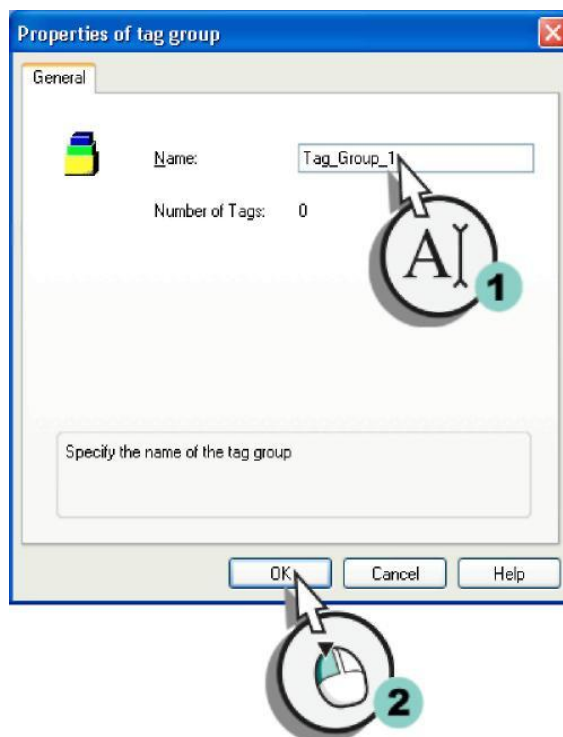 Properties of tag group
General
Name: Tag_Group_1
Number of Tags: 0
A
1
Specify the name of the tag group
OK Cancel Help
2